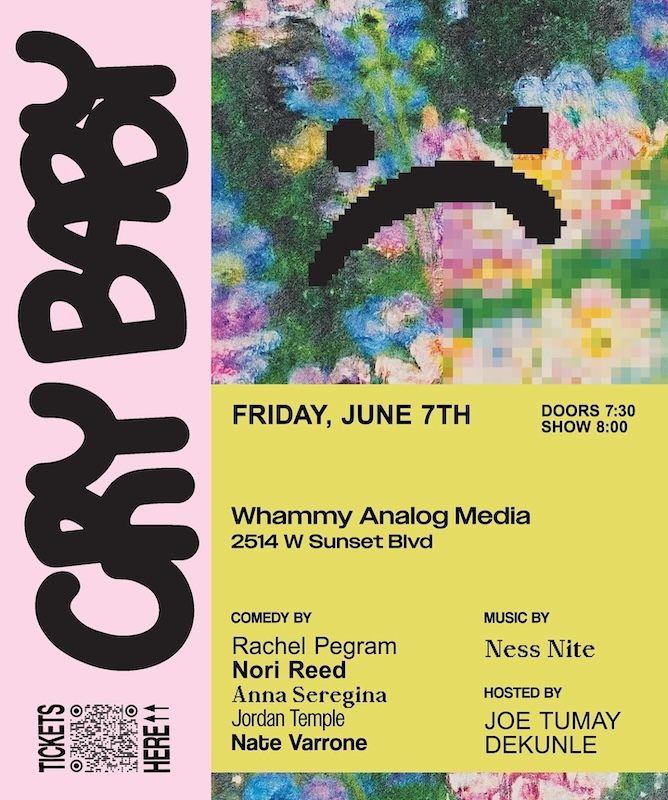 CRY BABY
TICKETS
HERE↑↑
FRIDAY, JUNE 7TH
DOORS 7:30
SHOW 8:00
Whammy Analog Media
2514 W Sunset Blvd
COMEDY BY
Rachel Pegram
Nori Reed
Anna Seregina
Jordan Temple
Nate Varrone
MUSIC BY
Ness Nite
HOSTED BY
JOE TUMAY
DEKUNLE